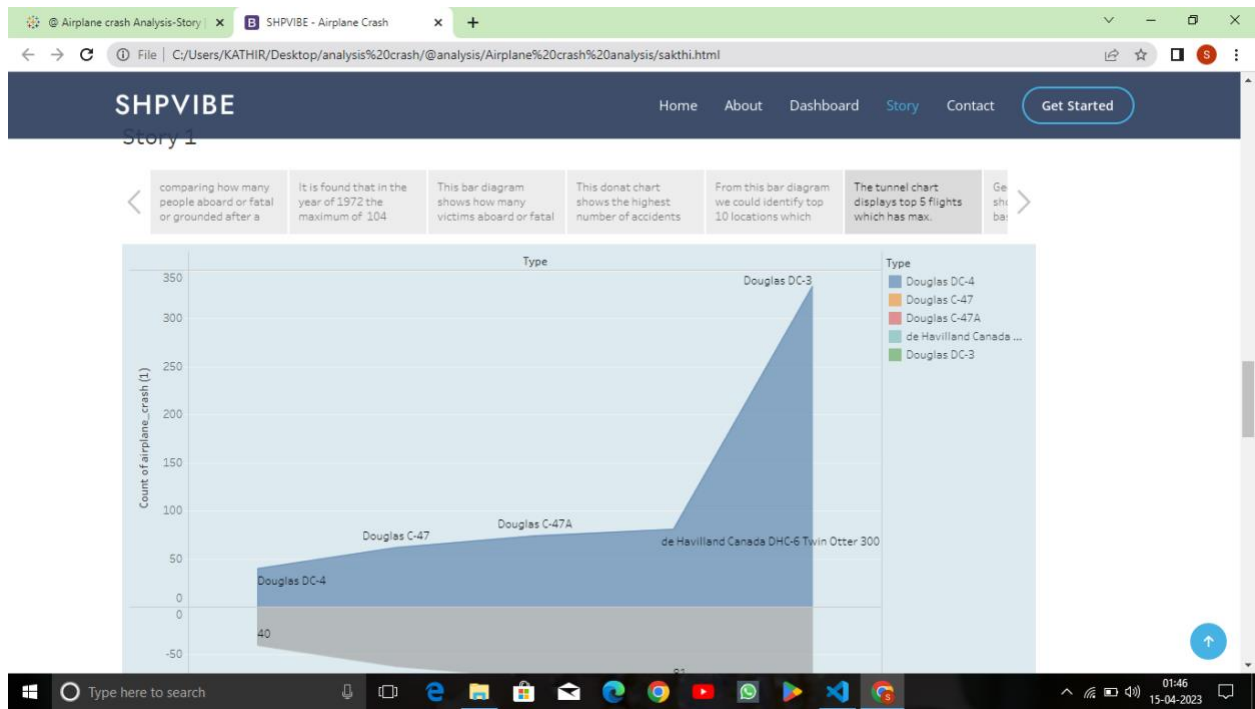 @ Airplane crash Analysis-Story |
SHPVIBE - Airplane Crash
File | C:/Users/KATHIR/Desktop/analysis%20crash/@analysis/Airplane%20crash%20analysis/sakthi.html
S
SHPVIBE
Home About Dashboard Story Contact Get Started
Story 1
comparing how many
people aboard or fatal
or grounded after a
It is found that in the
year of 1972 the
maximum of 104
This bar diagram
shows how many
victims aboard or fatal
This donat chart
shows the highest
number of accidents
From this bar diagram
we could identify top
10 locations which
The tunnel chart
displays top 5 flights
which has max.
Ge
Type
350
300
250
200
150
100
50
0
0
-50
Count of airplane_crash (1)
Douglas DC-3
Douglas C-47A
Douglas C-47
de Havilland Canada DHC-6 Twin Otter 300
Douglas DC-4
40
Type
Douglas DC-4
Douglas C-47
Douglas C-47A
de Havilland Canada ...
Douglas DC-3
Type here to search
01:46
15-04-2023